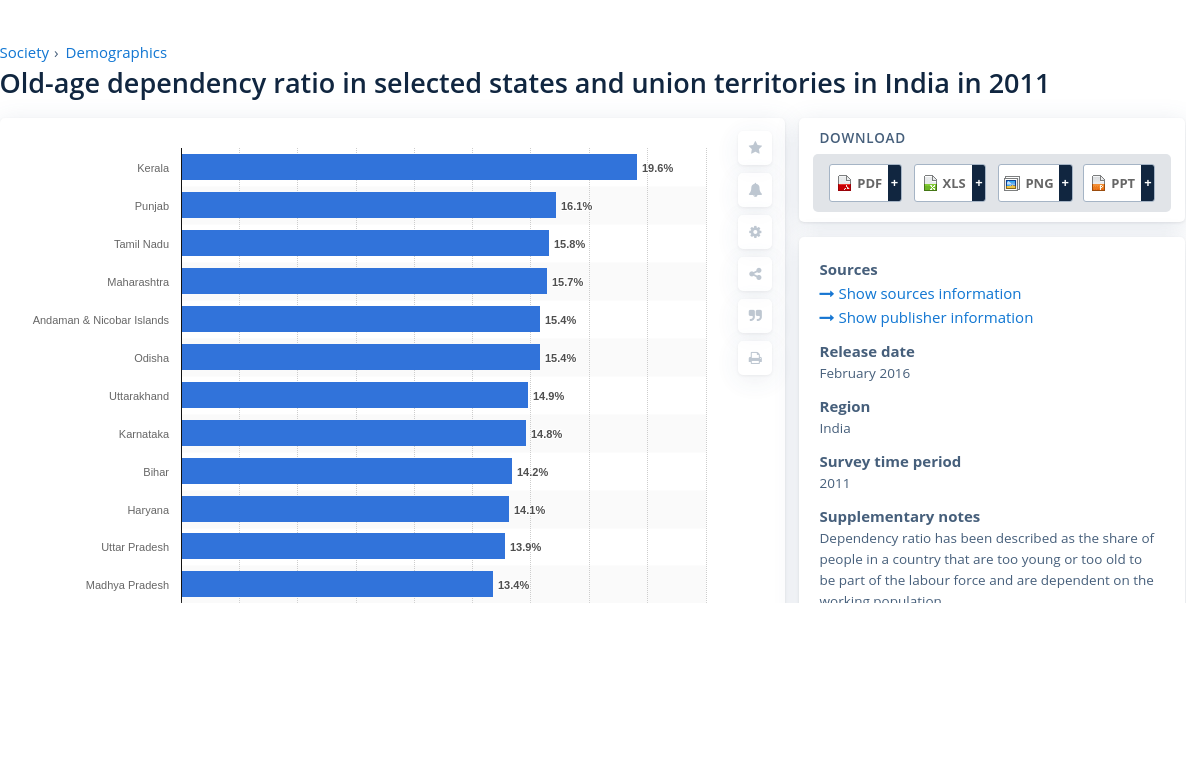 Society › Demographics
Old-age dependency ratio in selected states and union territories in India in 2011
Kerala 19.6%
Punjab 16.1%
Tamil Nadu 15.8%
Maharashtra 15.7%
Andaman & Nicobar Islands 15.4%
Odisha 15.4%
Uttarakhand 14.9%
Karnataka 14.8%
Bihar 14.2%
Haryana 14.1%
Uttar Pradesh 13.9%
Madhya Pradesh 13.4%
DOWNLOAD
PDF + XLS + PNG + PPT +
Sources
Show sources information
Show publisher information
Release date
February 2016
Region
India
Survey time period
2011
Supplementary notes
Dependency ratio has been described as the share of
people in a country that are too young or too old to
be part of the labour force and are dependent on the
working population.